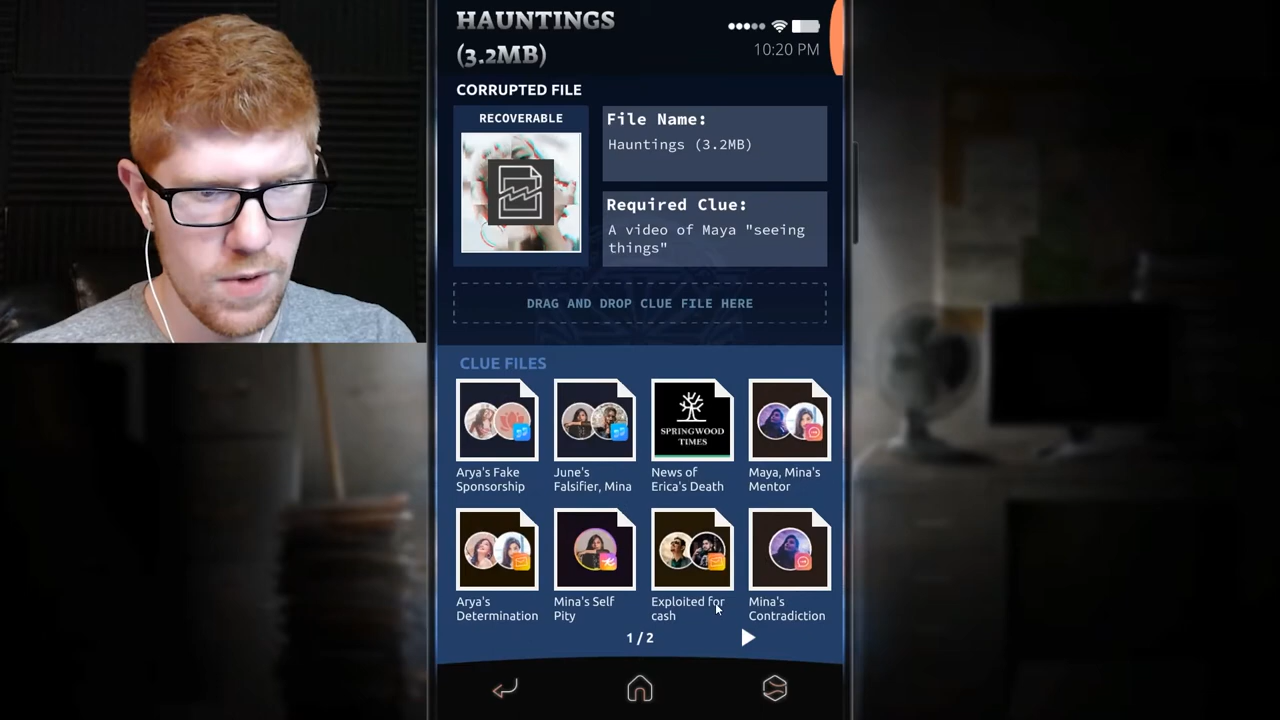 HAUNTINGS
(3.2MB)
10:20 PM
CORRUPTED FILE
RECOVERABLE
File Name:
Hauntings (3.2MB)
Required Clue:
A video of Maya "seeing
things"
DRAG AND DROP CLUE FILE HERE
CLUE FILES
SPRINGWOOD
TIMES
Arya's Fake
Sponsorship
June's
Falsifier, Mina
News of
Erica's Death
Maya, Mina's
Mentor
Arya's
Determination
Mina's Self
Pity
Exploited for
cash
Mina's
Contradiction
1 / 2